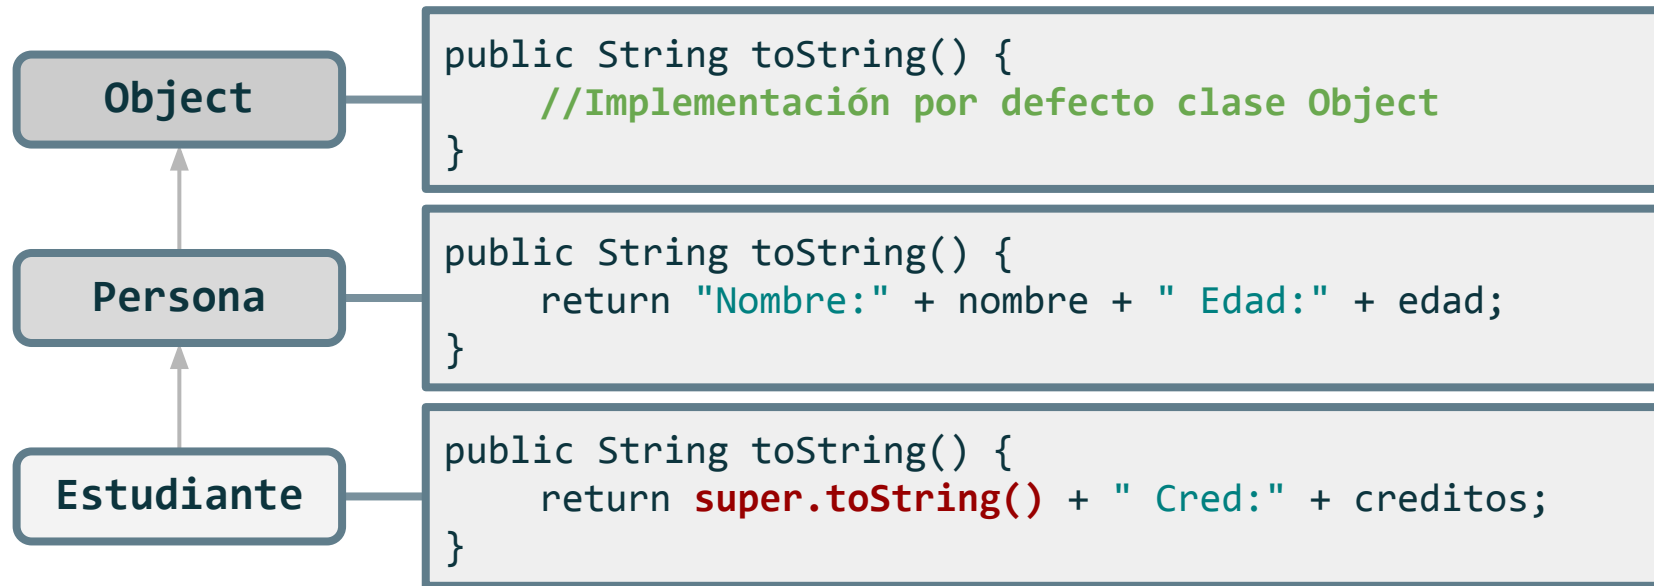 Object
public String toString() {
//Implementación por defecto clase Object
}
Persona
public String toString() {
return "Nombre:" + nombre + " Edad:" + edad;
}
Estudiante
public String toString() {
return super.toString() + " Cred:" + creditos;
}